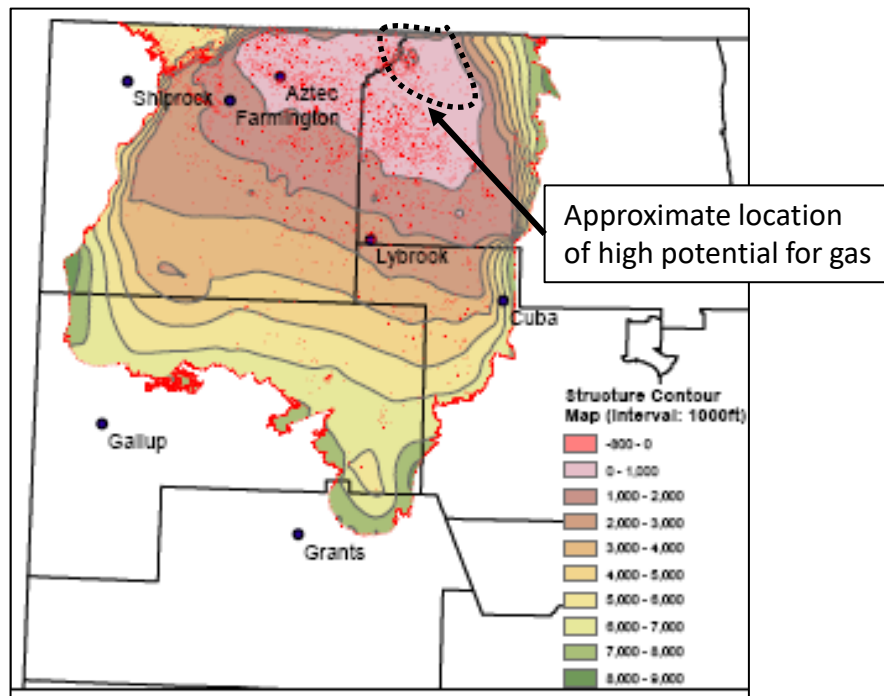 Shiprock
Aztec
Farmington
Approximate location
of high potential for gas
Lybrook
Cuba
Structure Contour
Map (Interval: 1000ft)
-800 - 0
0 - 1,000
1,000 - 2,000
2,000 - 3,000
3,000 - 4,000
4,000 - 5,000
5,000 - 6,000
6,000 - 7,000
7,000 - 8,000
8,000 - 9,000
Gallup
Grants